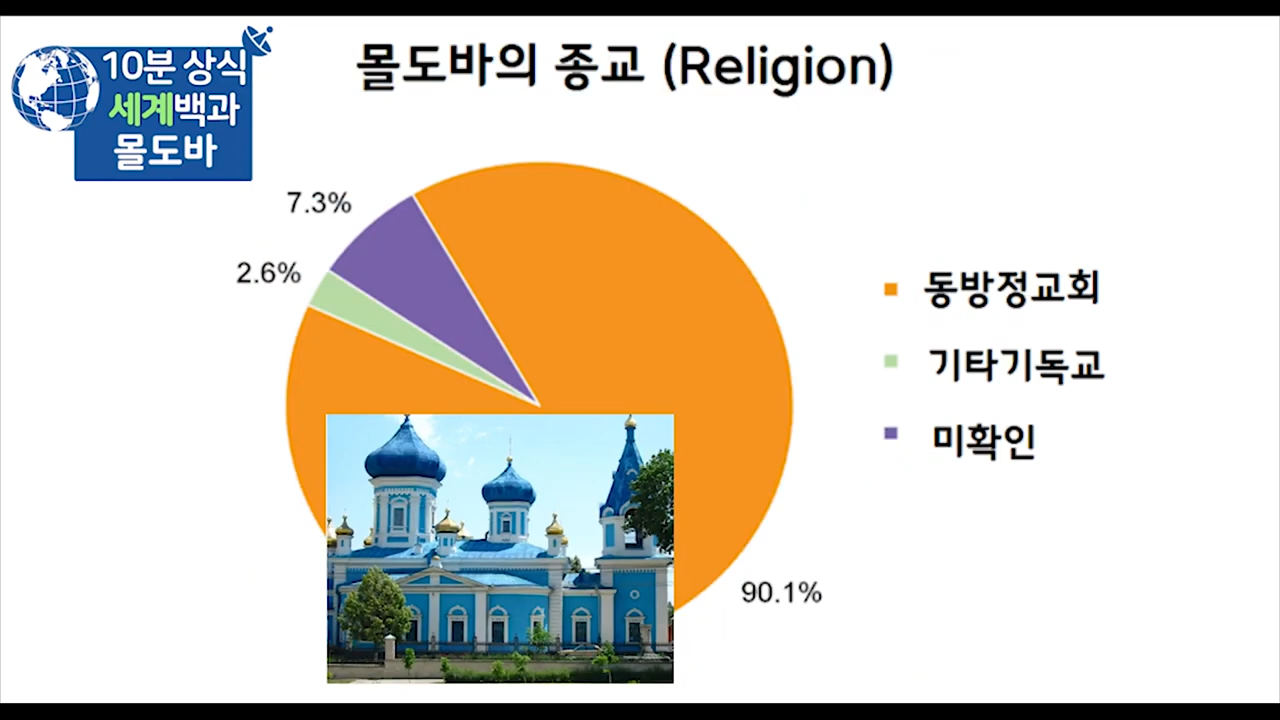 10분 상식
세계백과
몰도바
몰도바의 종교 (Religion)
7.3%
2.6%
90.1%
동방정교회
기타기독교
미확인